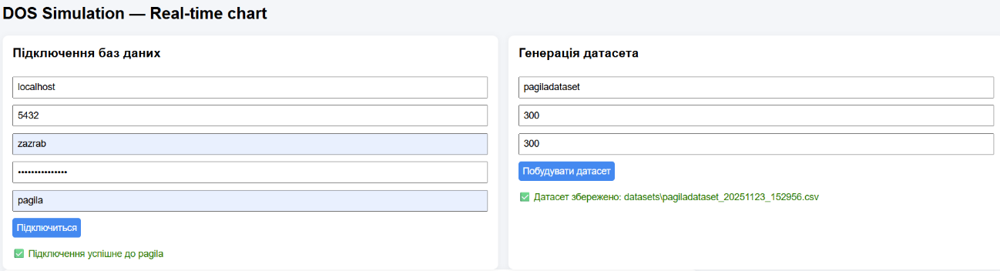 DOS Simulation — Real-time chart
Підключення баз даних
localhost
5432
zazrab
•••••••••••••••
pagila
Підключиться
✅ Підключення успішне до pagila
Генерація датасета
pagiladataset
300
300
Побудувати датасет
✅ Датасет збережено: datasets\pagiladataset_20251123_152956.csv